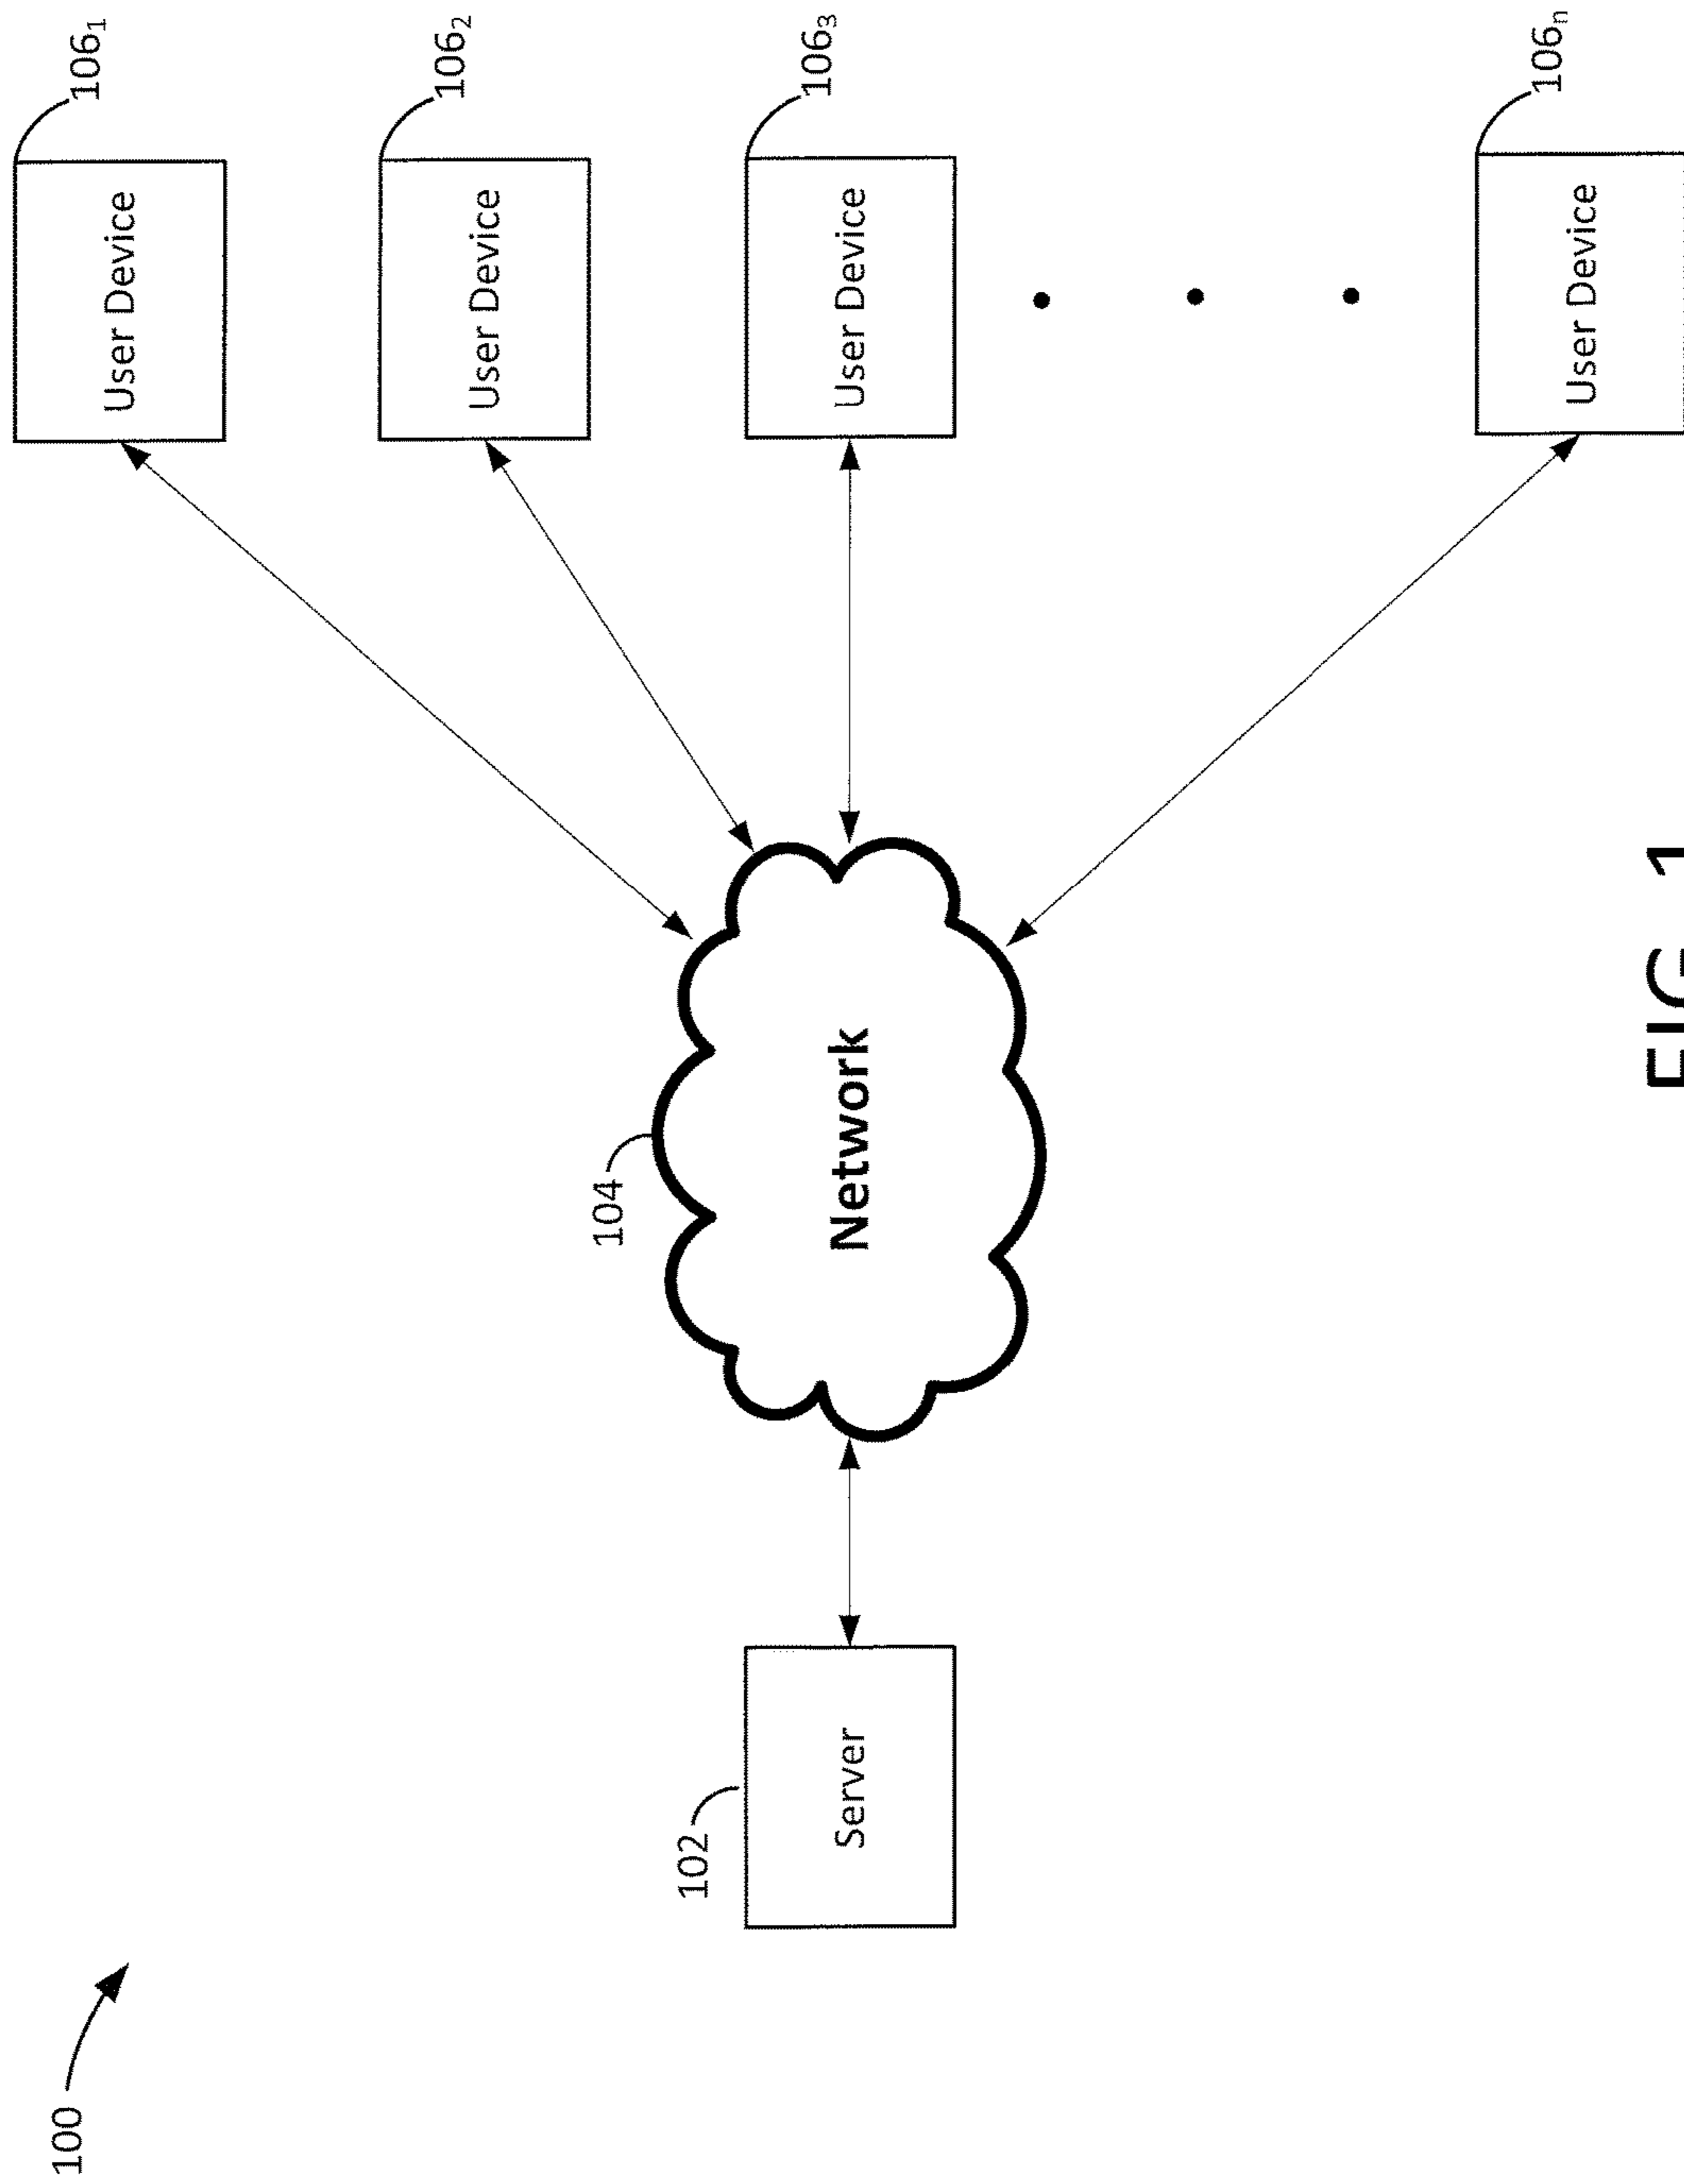 100
102
Server
104
Network
106₁
User Device
106₂
User Device
106₃
User Device
106ₙ
User Device
FIG. 1